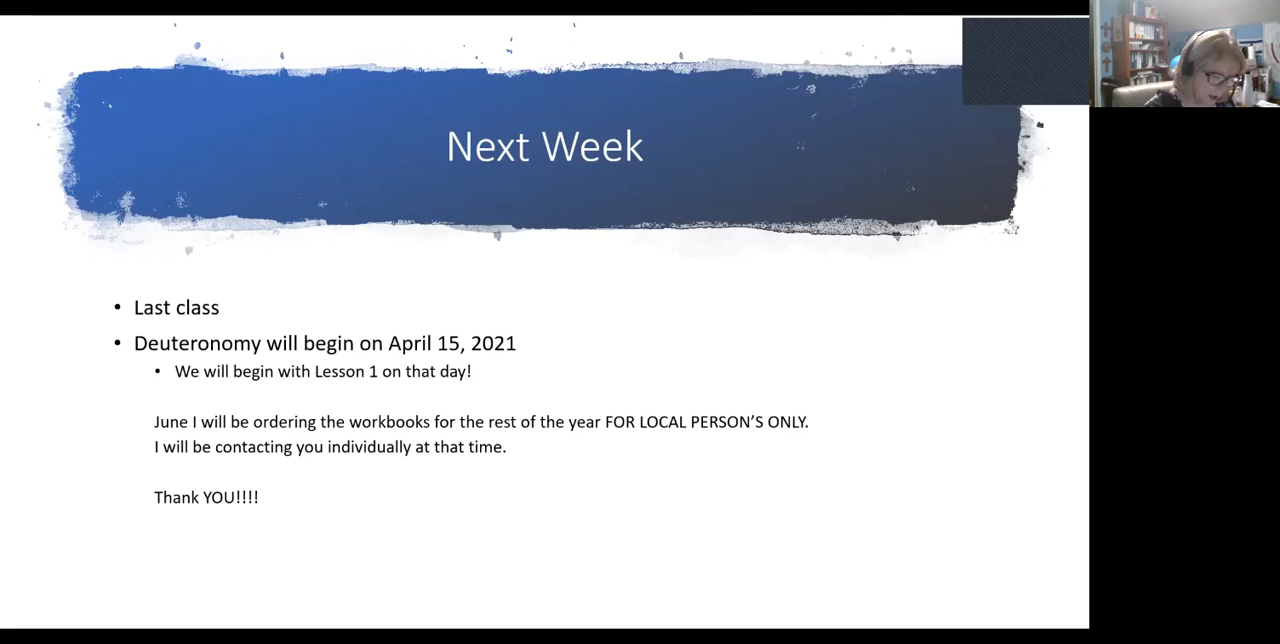 Next Week
• Last class
• Deuteronomy will begin on April 15, 2021
• We will begin with Lesson 1 on that day!
June I will be ordering the workbooks for the rest of the year FOR LOCAL PERSON'S ONLY.
I will be contacting you individually at that time.
Thank YOU!!!!